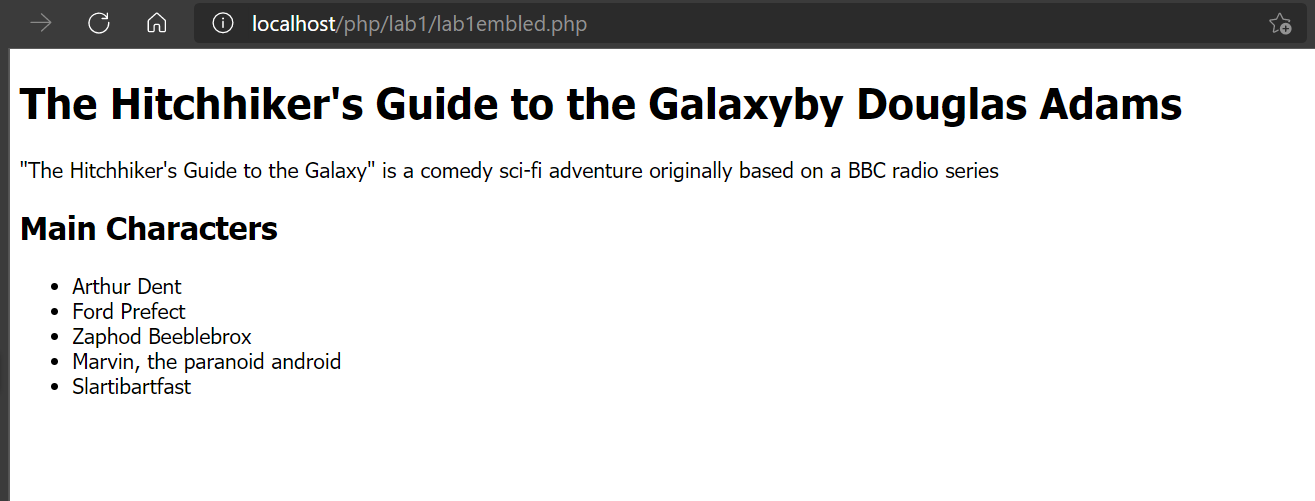 localhost/php/lab1/lab1embled.php
The Hitchhiker's Guide to the Galaxyby Douglas Adams
"The Hitchhiker's Guide to the Galaxy" is a comedy sci-fi adventure originally based on a BBC radio series
Main Characters
Arthur Dent
Ford Prefect
Zaphod Beeblebrox
Marvin, the paranoid android
Slartibartfast